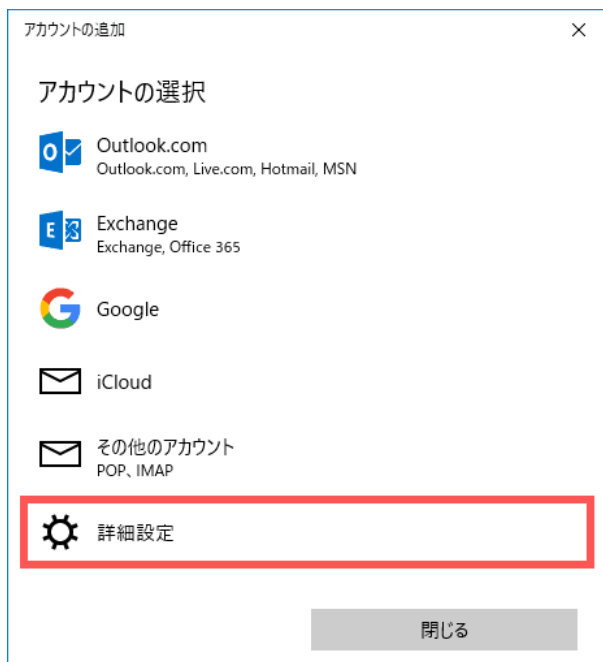 アカウントの追加
アカウントの選択
Outlook.com
Outlook.com, Live.com, Hotmail, MSN
Exchange
Exchange, Office 365
Google
iCloud
その他のアカウント
POP、IMAP
詳細設定
閉じる